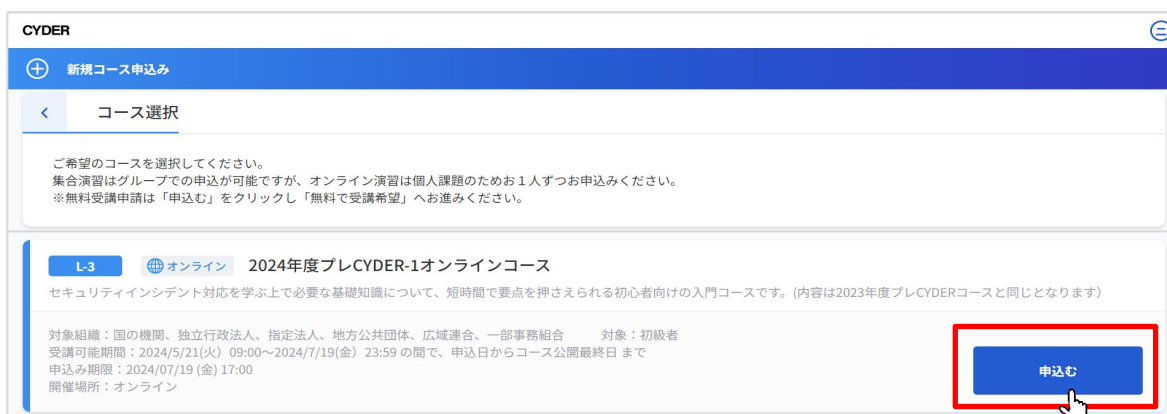 CYDER
新規コース申込み
コース選択
ご希望のコースを選択してください。
集合演習はグループでの申込が可能ですが、オンライン演習は個人課題のためお１人ずつお申込みください。
※無料受講申請は「申込む」をクリックし「無料で受講希望」へお進みください。
L-3 オンライン 2024年度プレCYDER-1オンラインコース
セキュリティインシデント対応を学ぶ上で必要な基礎知識について、短時間で要点を押さえられる初心者向けの入門コースです。(内容は2023年度プレCYDERコースと同じとなります）
対象組織：国の機関、独立行政法人、指定法人、地方公共団体、広域連合、一部事務組合 対象：初級者
受講可能期間：2024/5/21(火）09:00～2024/7/19(金）23:59 の間で、申込日からコース公開最終日 まで
申込み期限：2024/07/19 (金) 17:00
開催場所：オンライン
申込む